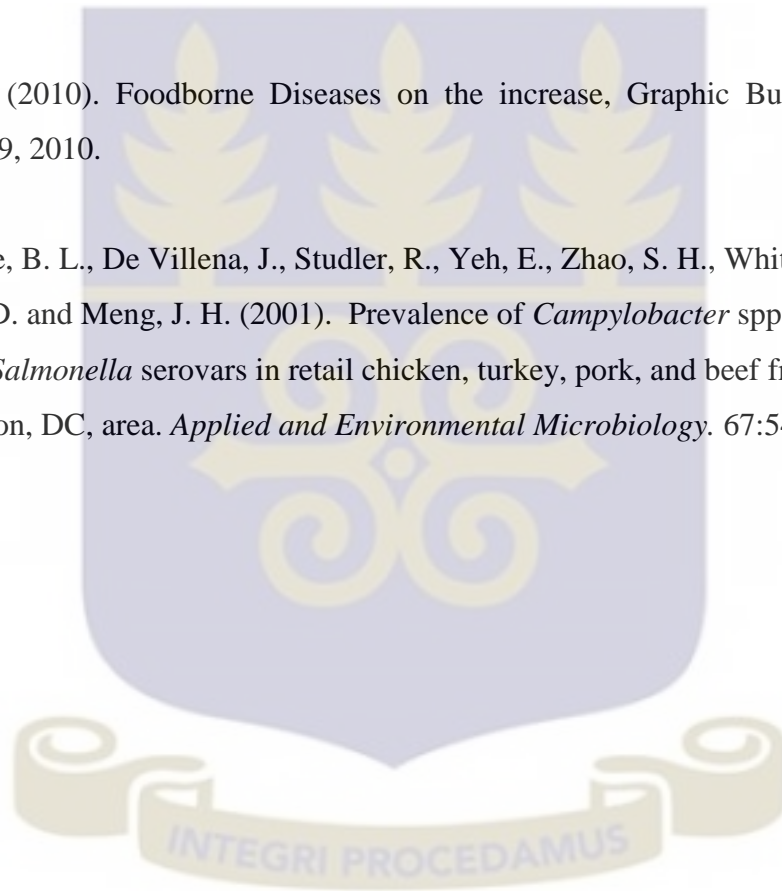 (2010). Foodborne Diseases on the increase, Graphic Bu
9, 2010.
e, B. L., De Villena, J., Studler, R., Yeh, E., Zhao, S. H., Whit
D. and Meng, J. H. (2001). Prevalence of Campylobacter spp
Salmonella serovars in retail chicken, turkey, pork, and beef fr
on, DC, area. Applied and Environmental Microbiology. 67:54
INTEGRI PROCEDAMUS